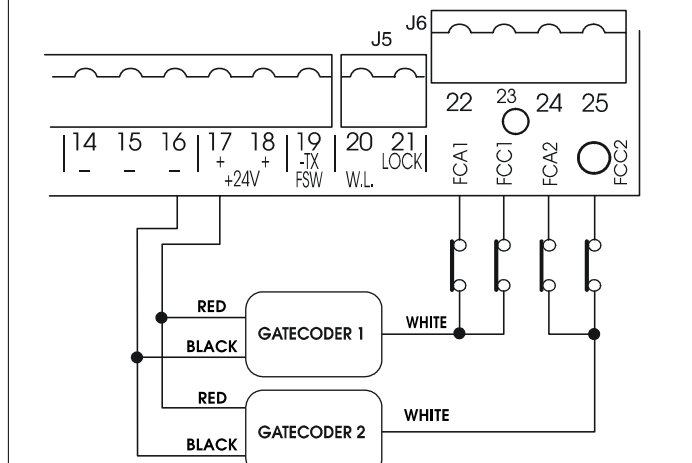 J6
J5
22 23 24 25
14 15 16 17 18 19 20 21
- - - + + -TX LOCK
+24V FSW W.L.
FCA1 FCC1 FCA2 FCC2
RED
GATECODER 1
WHITE
BLACK
RED
GATECODER 2
WHITE
BLACK